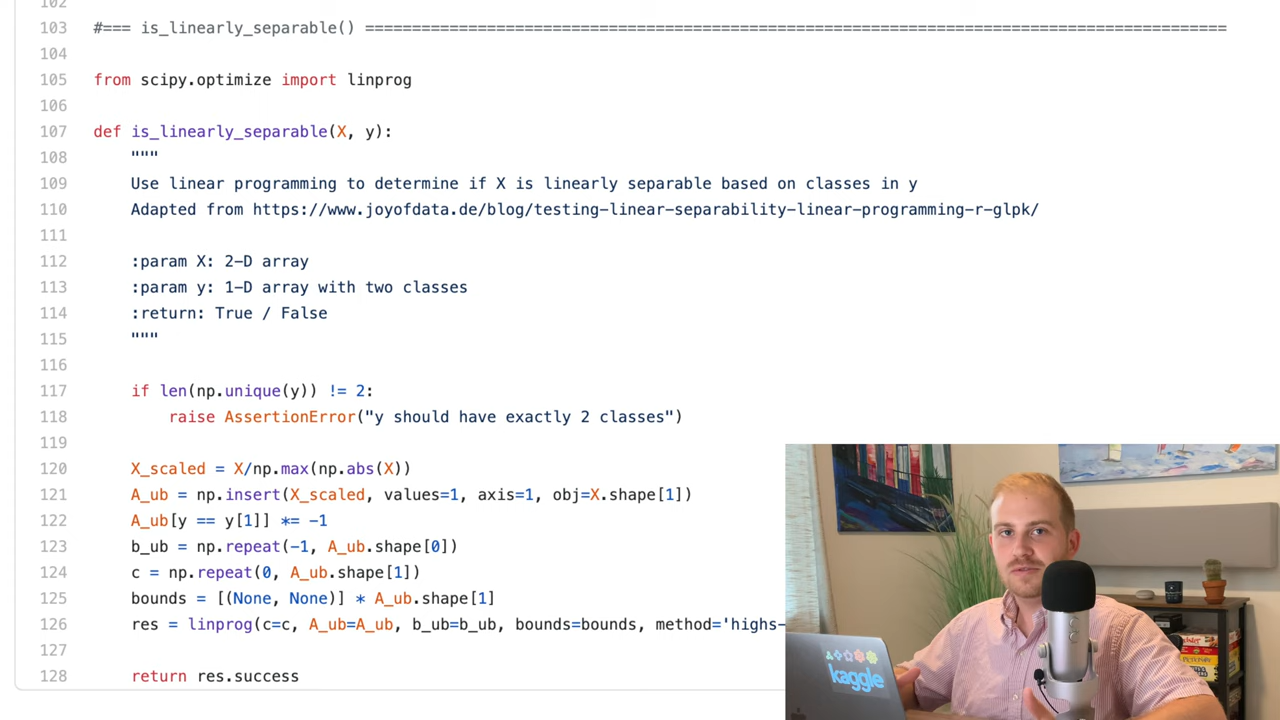 102
103 #=== is_linearly_separable() ============================================================================================
104
105 from scipy.optimize import linprog
106
107 def is_linearly_separable(X, y):
108 """
109 Use linear programming to determine if X is linearly separable based on classes in y
110 Adapted from https://www.joyofdata.de/blog/testing-linear-separability-linear-programming-r-glpk/
111
112 :param X: 2-D array
113 :param y: 1-D array with two classes
114 :return: True / False
115 """
116
117 if len(np.unique(y)) != 2:
118 raise AssertionError("y should have exactly 2 classes")
119
120 X_scaled = X/np.max(np.abs(X))
121 A_ub = np.insert(X_scaled, values=1, axis=1, obj=X.shape[1])
122 A_ub[y == y[1]] *= -1
123 b_ub = np.repeat(-1, A_ub.shape[0])
124 c = np.repeat(0, A_ub.shape[1])
125 bounds = [(None, None)] * A_ub.shape[1]
126 res = linprog(c=c, A_ub=A_ub, b_ub=b_ub, bounds=bounds, method='highs-
127
128 return res.success
kaggle